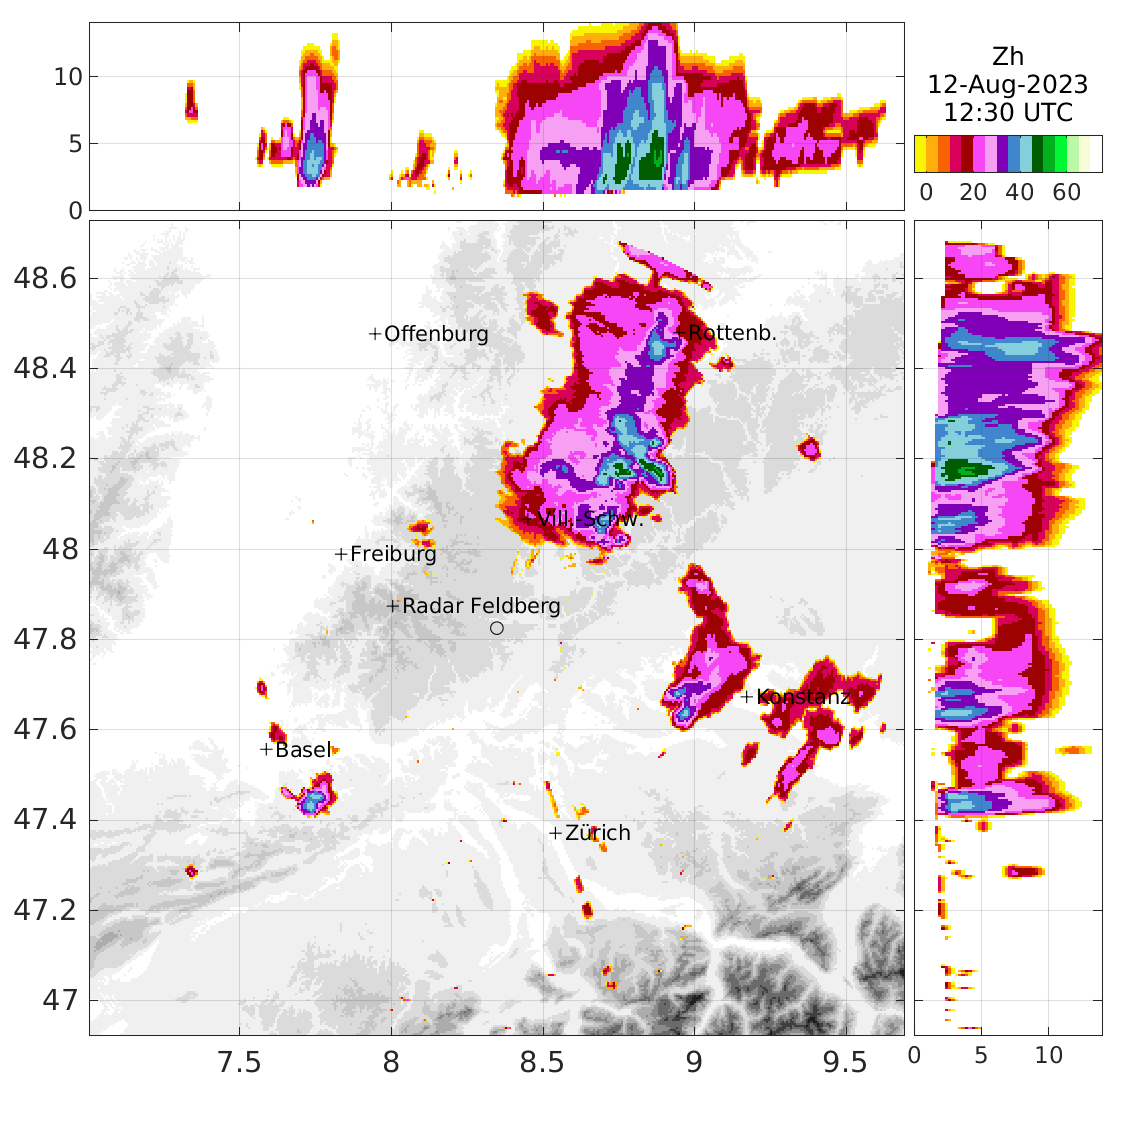 10
5
0
Zh
12-Aug-2023
12:30 UTC
0 20 40 60
48.6
48.4
48.2
48
47.8
47.6
47.4
47.2
47
Offenburg
Rottenb.
Vill.-Schw.
Freiburg
Radar Feldberg
Konstanz
Basel
Zürich
7.5 8 8.5 9 9.5
0 5 10